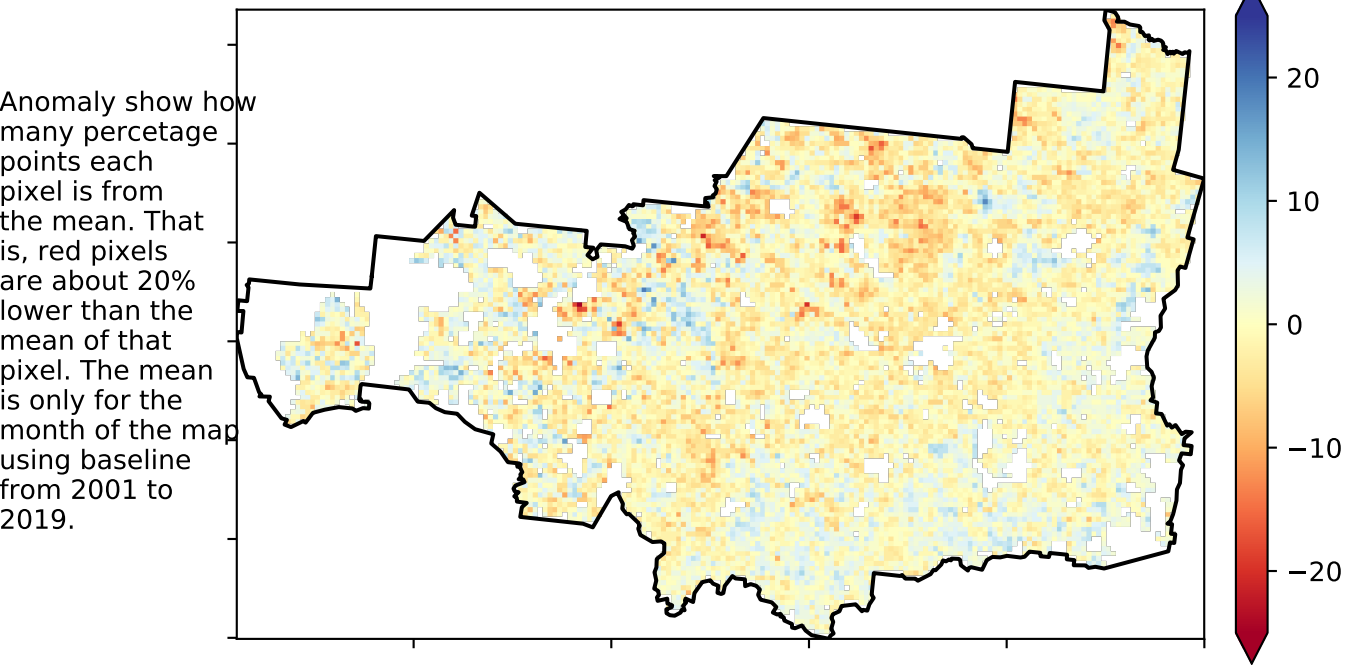 Anomaly show how
many percetage
points each
pixel is from
the mean. That
is, red pixels
are about 20%
lower than the
mean of that
pixel. The mean
is only for the
month of the map
using baseline
from 2001 to
2019.
20
10
0
−10
−20